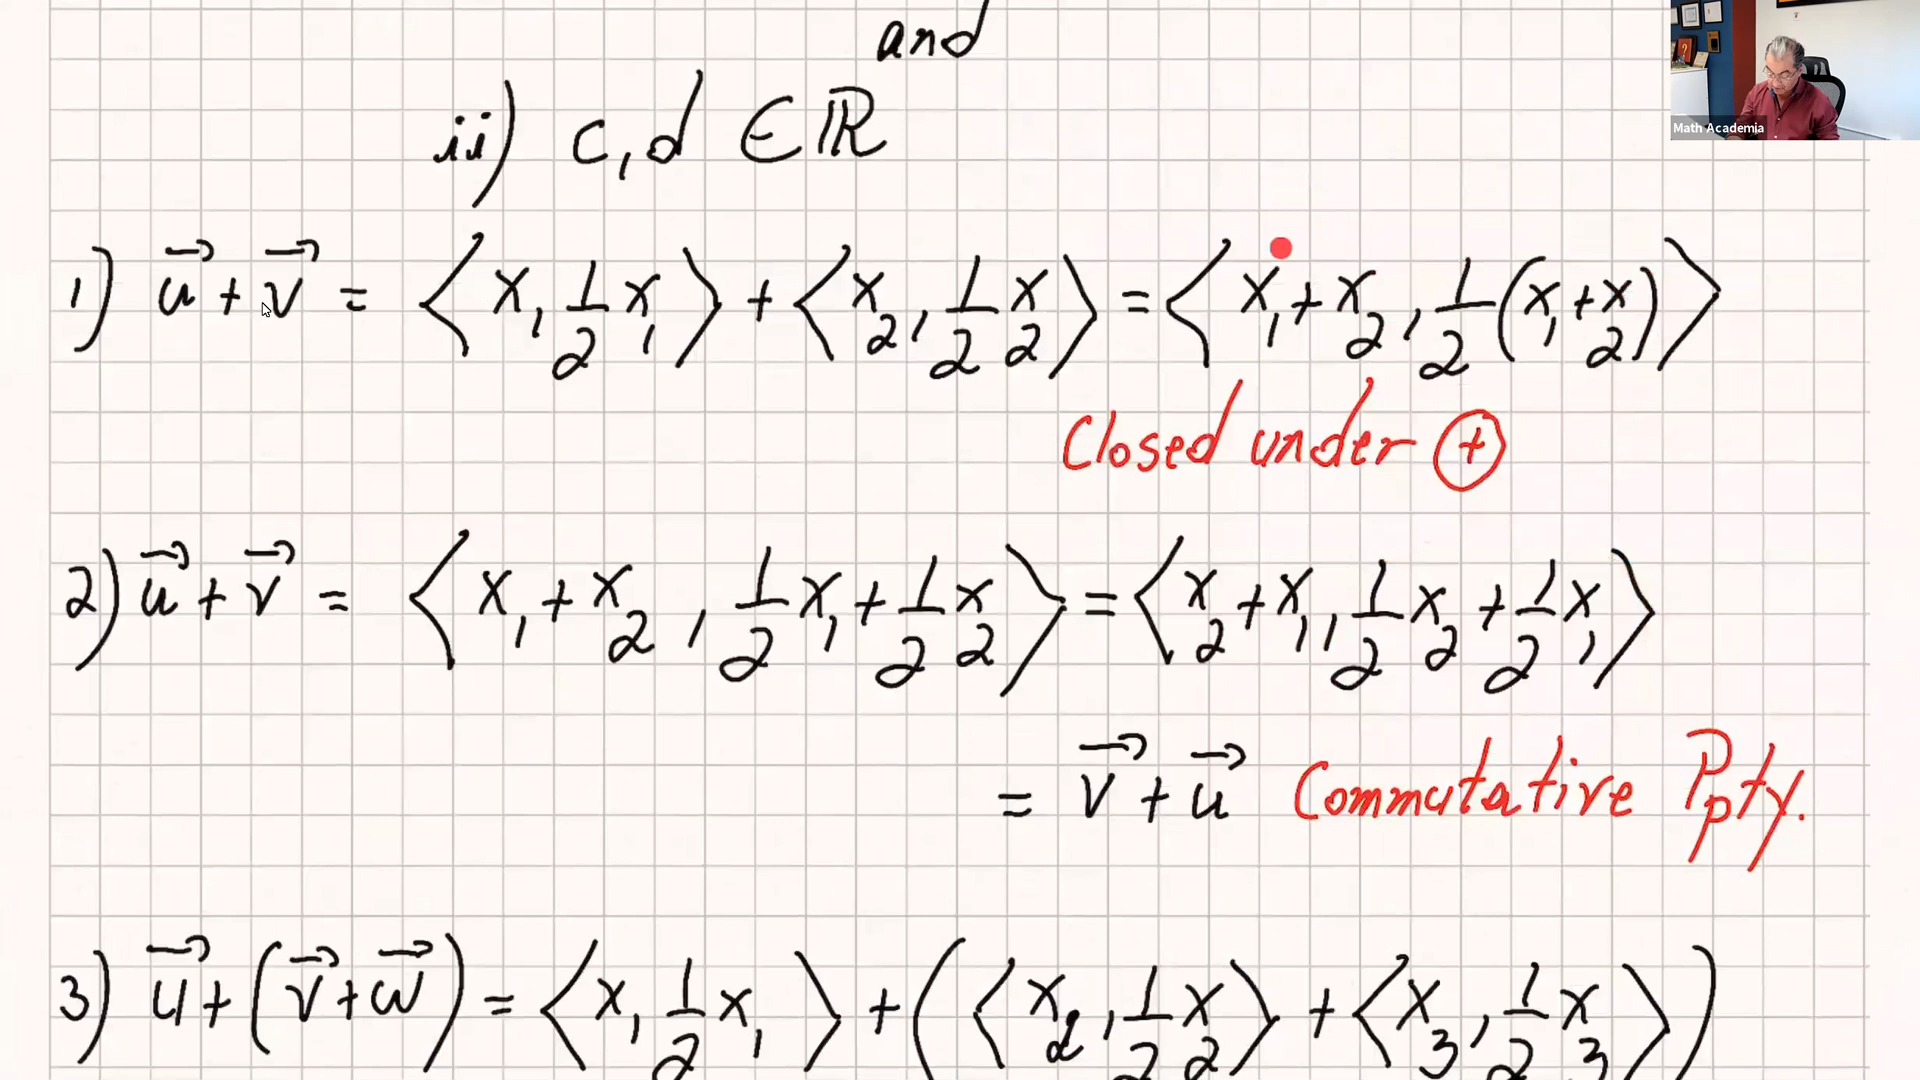 and
ii) c, d ∈ ℝ
Math Academia
1) u⃗ + v⃗ = ⟨x₁, ½x₁⟩ + ⟨x₂, ½x₂⟩ = ⟨x₁ + x₂, ½(x₁ + x₂)⟩
Closed under ⊕
2) u⃗ + v⃗ = ⟨x₁ + x₂, ½x₁ + ½x₂⟩ = ⟨x₂ + x₁, ½x₂ + ½x₁⟩
= v⃗ + u⃗ Commutative Ppty.
3) u⃗ + (v⃗ + w⃗) = ⟨x, ½x₁⟩ + (⟨x₂, ½x₂⟩ + ⟨x₃, ½x₃⟩)